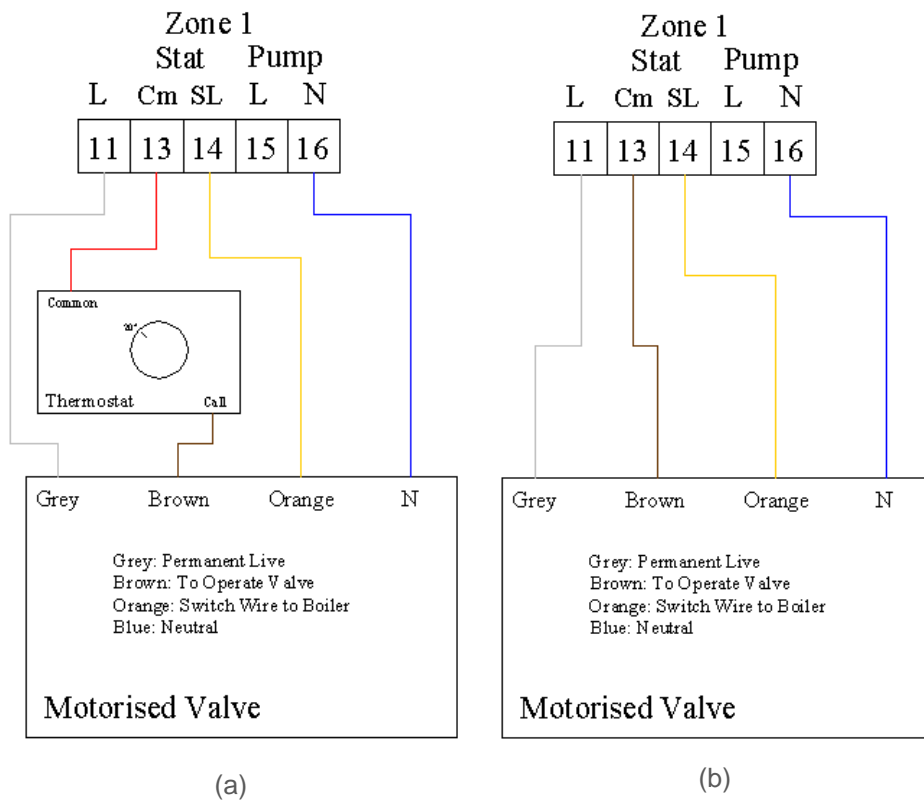 Zone 1
Stat Pump
L Cm SL L N
11 13 14 15 16
Common
20°
Thermostat Call
Grey Brown Orange N
Grey: Permanent Live
Brown: To Operate Valve
Orange: Switch Wire to Boiler
Blue: Neutral
Motorised Valve
(a)
Zone 1
Stat Pump
L Cm SL L N
11 13 14 15 16
Grey Brown Orange N
Grey: Permanent Live
Brown: To Operate Valve
Orange: Switch Wire to Boiler
Blue: Neutral
Motorised Valve
(b)